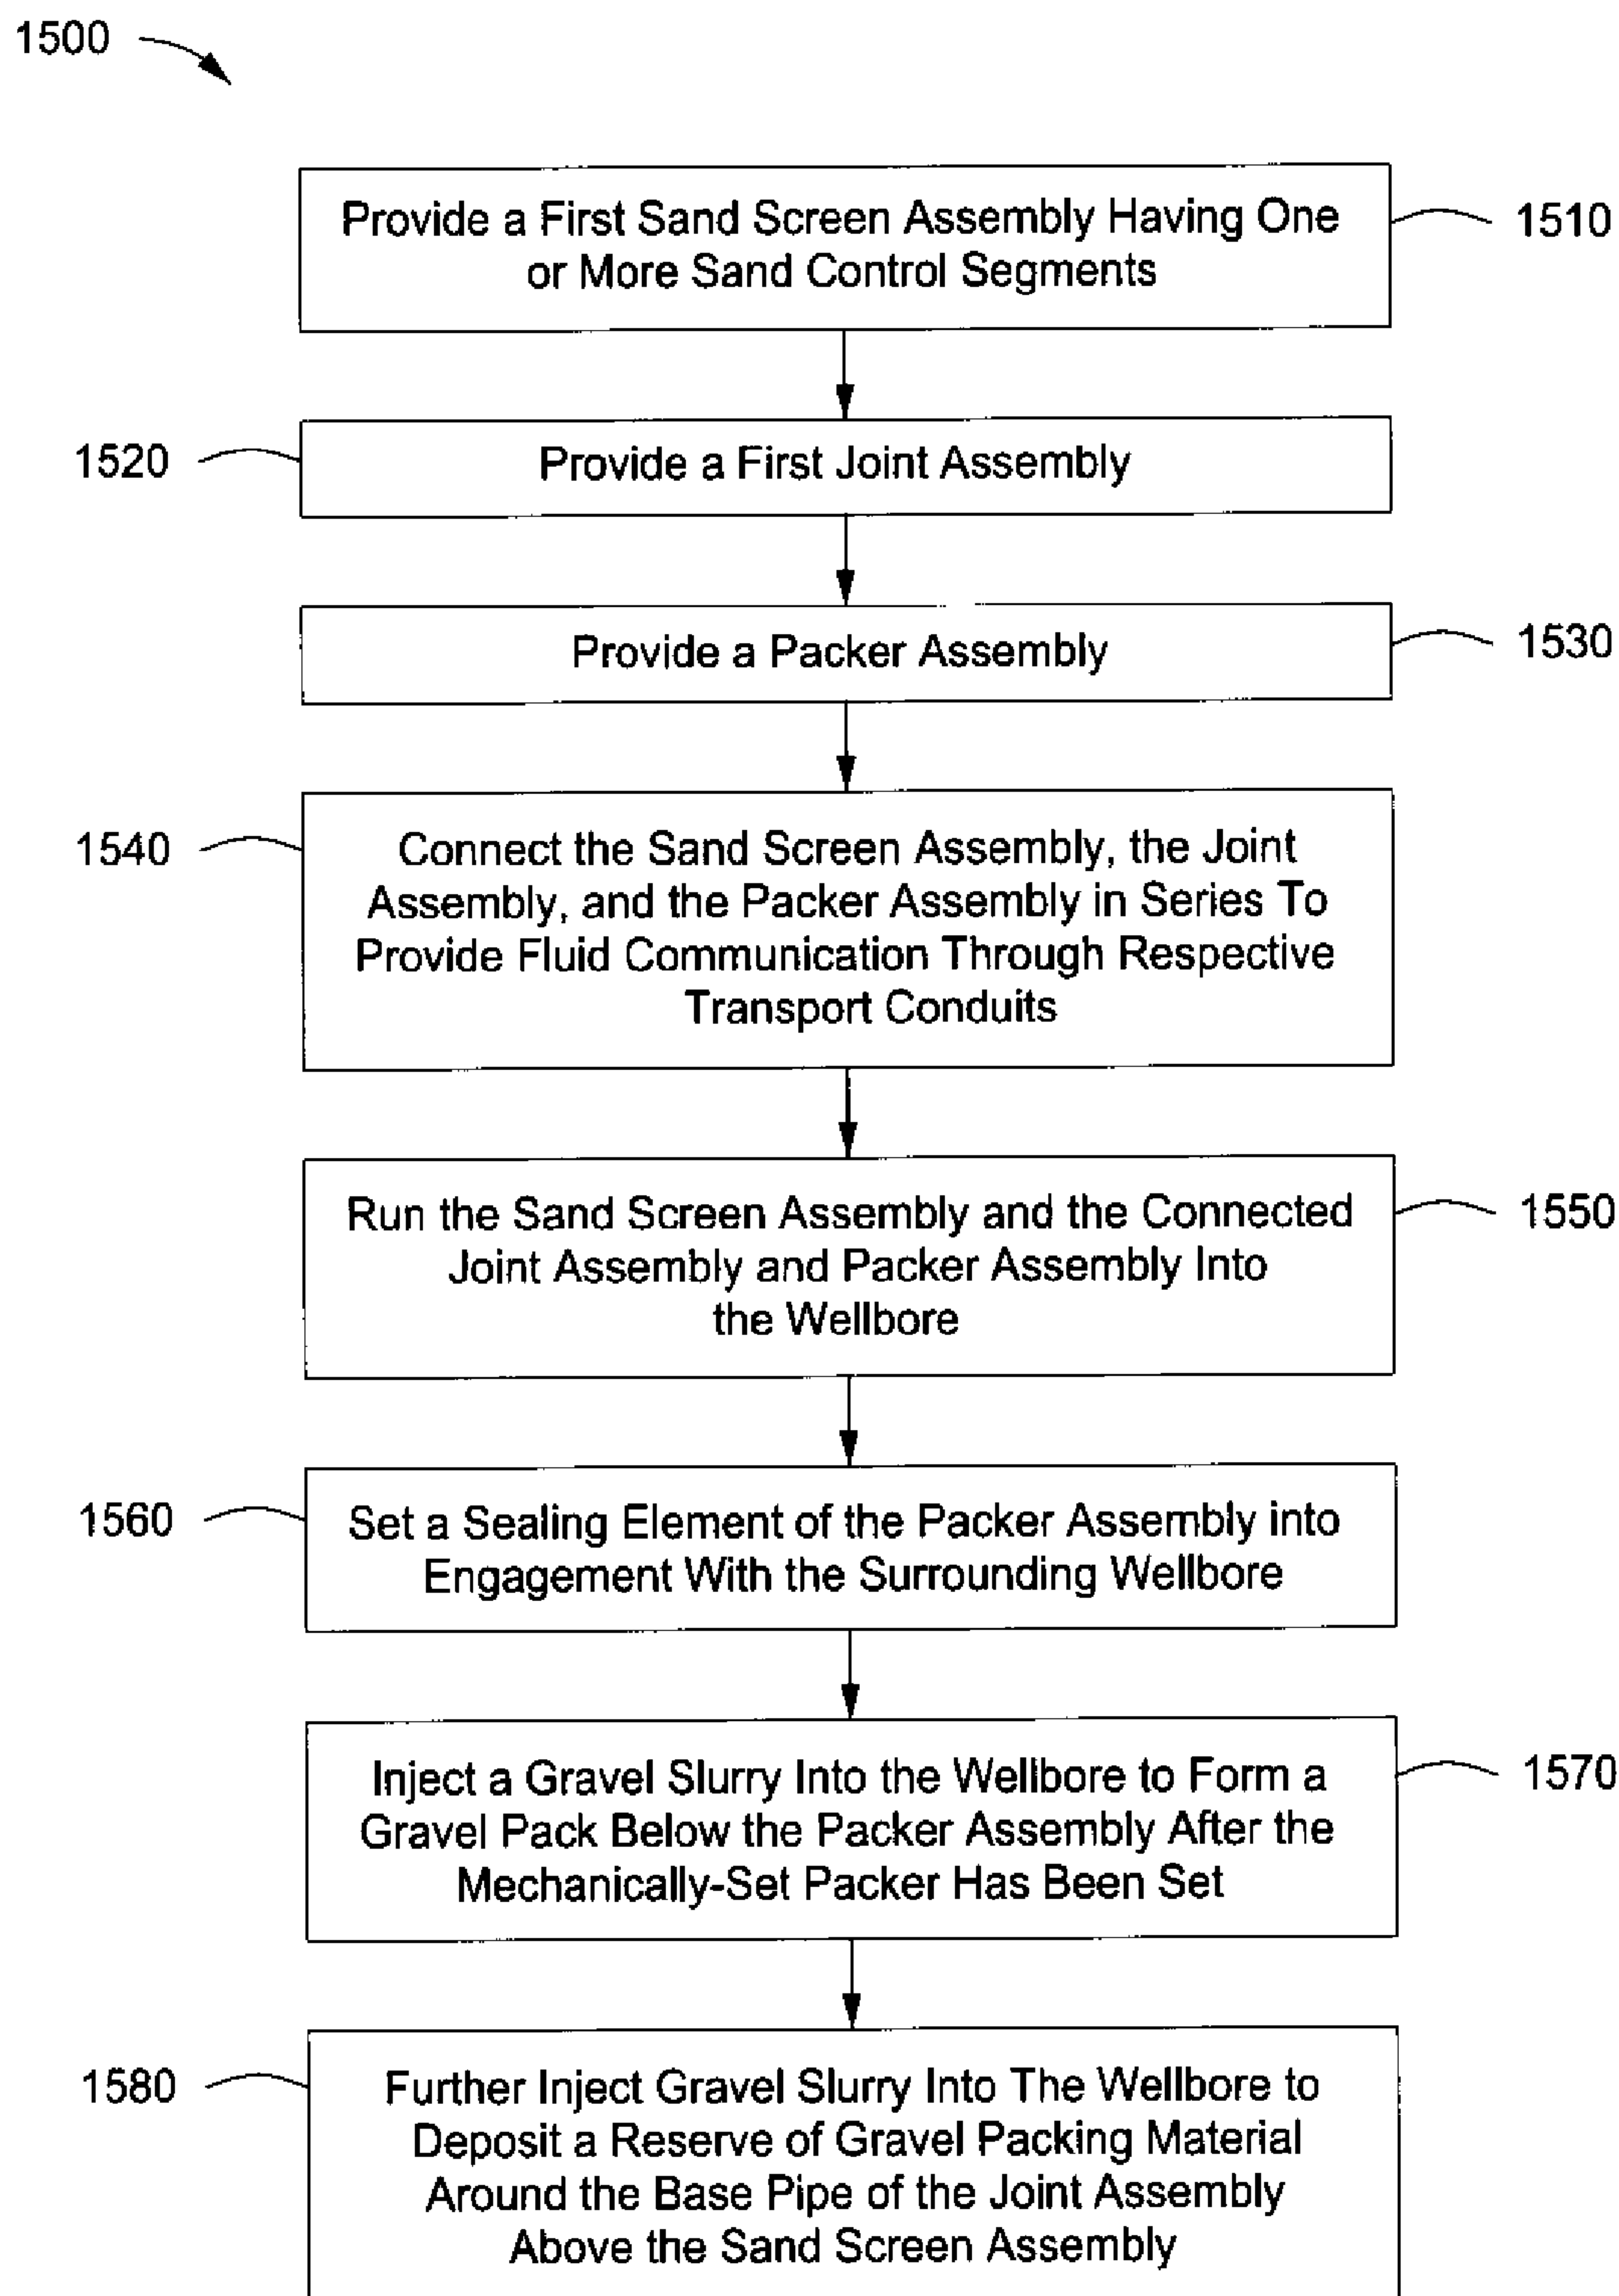 1500
Provide a First Sand Screen Assembly Having One
or More Sand Control Segments
1510
1520
Provide a First Joint Assembly
Provide a Packer Assembly
1530
1540
Connect the Sand Screen Assembly, the Joint
Assembly, and the Packer Assembly in Series To
Provide Fluid Communication Through Respective
Transport Conduits
Run the Sand Screen Assembly and the Connected
Joint Assembly and Packer Assembly Into
the Wellbore
1550
1560
Set a Sealing Element of the Packer Assembly into
Engagement With the Surrounding Wellbore
Inject a Gravel Slurry Into the Wellbore to Form a
Gravel Pack Below the Packer Assembly After the
Mechanically-Set Packer Has Been Set
1570
1580
Further Inject Gravel Slurry Into The Wellbore to
Deposit a Reserve of Gravel Packing Material
Around the Base Pipe of the Joint Assembly
Above the Sand Screen Assembly